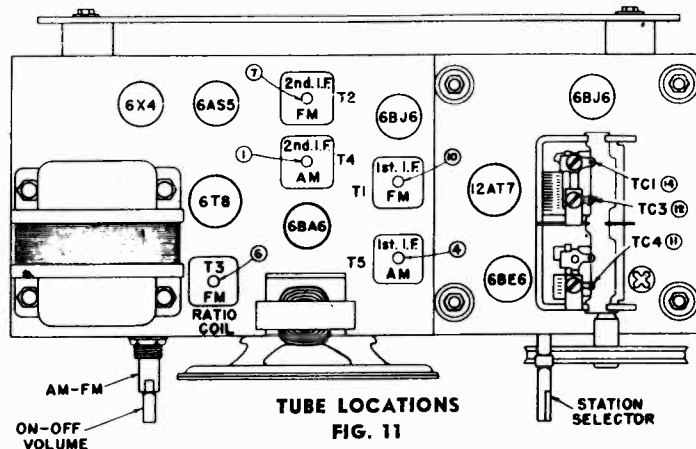 6X4
6AS5
⑦
2nd. I.F.
FM
T2
6BJ6
6BJ6
①
2nd. I.F.
AM
T4
1st. I.F.
FM
T1
⑩
12AT7
TC1 ⑭
TC3 ⑫
TC4 ⑪
6T8
6BA6
T3
FM
⑥
RATIO
COIL
1st. I.F.
AM
T5
④
6BE6
AM-FM
ON-OFF
VOLUME
TUBE LOCATIONS
FIG. 11
STATION
SELECTOR